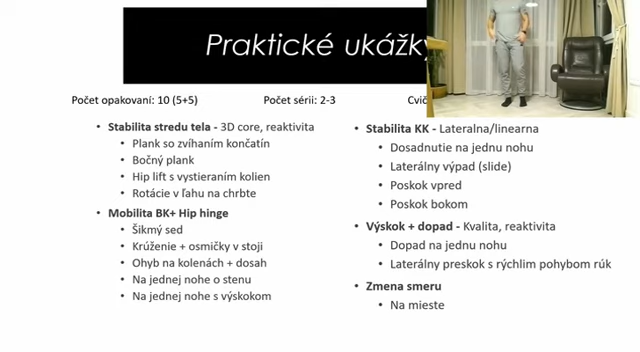 Praktické ukážky
Počet opakovaní: 10 (5+5)
Počet sérii: 2-3
Cvič
Stabilita stredu tela - 3D core, reaktivita
Plank so zvíhaním končatín
Bočný plank
Hip lift s vystieraním kolien
Rotácie v ľahu na chrbte
Mobilita BK+ Hip hinge
Šikmý sed
Krúženie + osmičky v stoji
Ohyb na kolenách + dosah
Na jednej nohe o stenu
Na jednej nohe s výskokom
Stabilita KK - Lateralna/linearna
Dosadnutie na jednu nohu
Laterálny výpad (slide)
Poskok vpred
Poskok bokom
Výskok + dopad - Kvalita, reaktivita
Dopad na jednu nohu
Laterálny preskok s rýchlim pohybom rúk
Zmena smeru
Na mieste